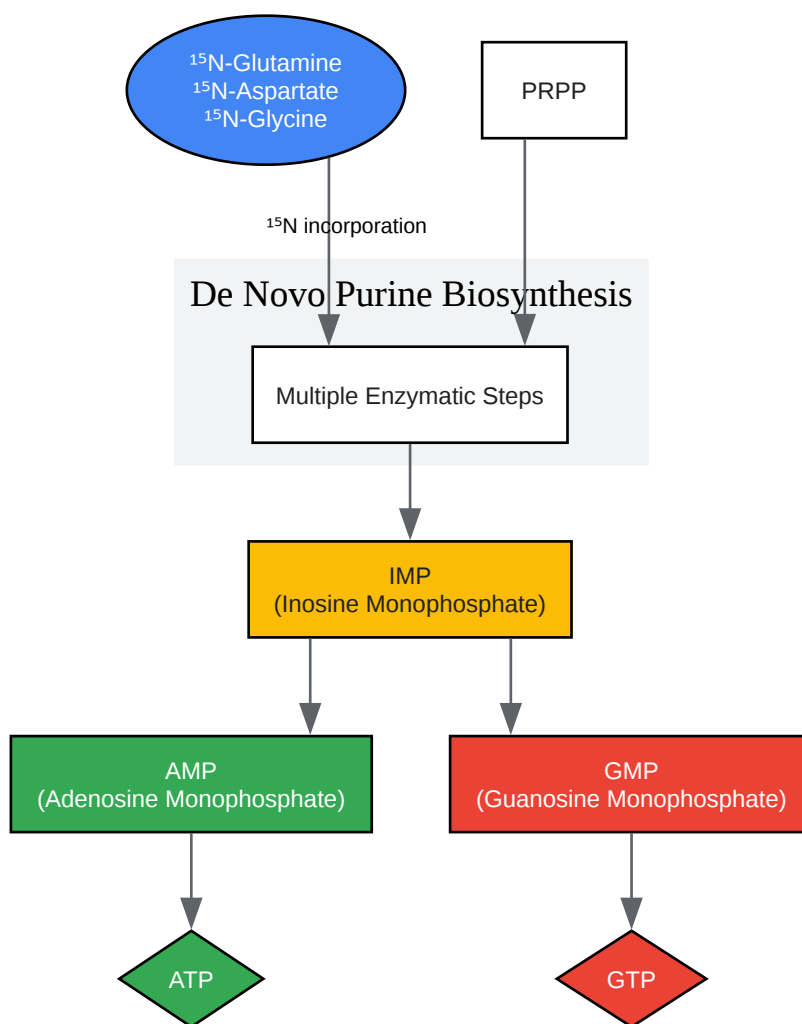 ¹⁵N-Glutamine
¹⁵N-Aspartate
¹⁵N-Glycine
PRPP
¹⁵N incorporation
De Novo Purine Biosynthesis
Multiple Enzymatic Steps
IMP
(Inosine Monophosphate)
AMP
(Adenosine Monophosphate)
GMP
(Guanosine Monophosphate)
ATP
GTP